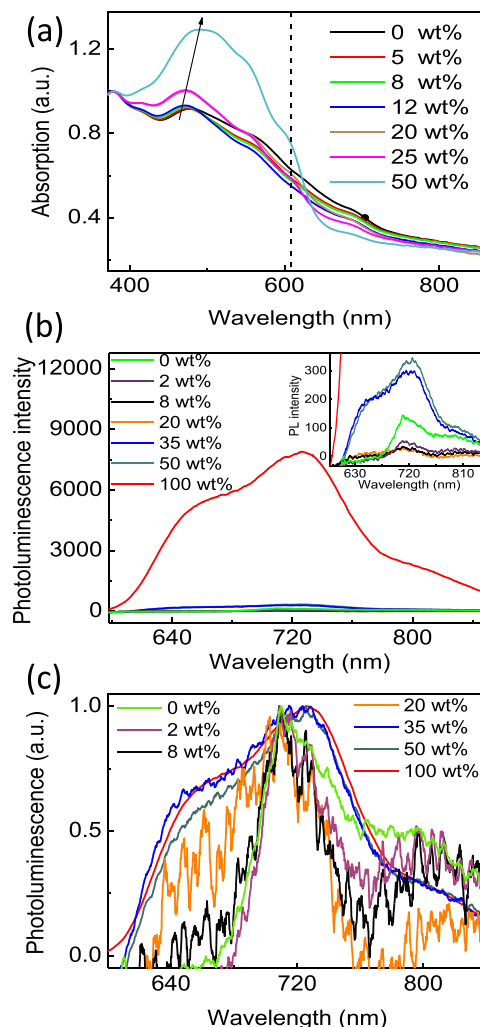 (a)
1.2
0.8
0.4
Absorption (a.u.)
0 wt%
5 wt%
8 wt%
12 wt%
20 wt%
25 wt%
50 wt%
400 600 800
Wavelength (nm)
(b)
12000
9000
6000
3000
0
Photoluminescence intensity
0 wt%
2 wt%
8 wt%
20 wt%
35 wt%
50 wt%
100 wt%
300
200
100
0
PL intensity
630 720 810
Wavelength (nm)
640 720 800
Wavelength (nm)
(c)
1.0
0.5
0.0
Photoluminescence (a.u.)
0 wt%
2 wt%
8 wt%
20 wt%
35 wt%
50 wt%
100 wt%
640 720 800
Wavelength (nm)